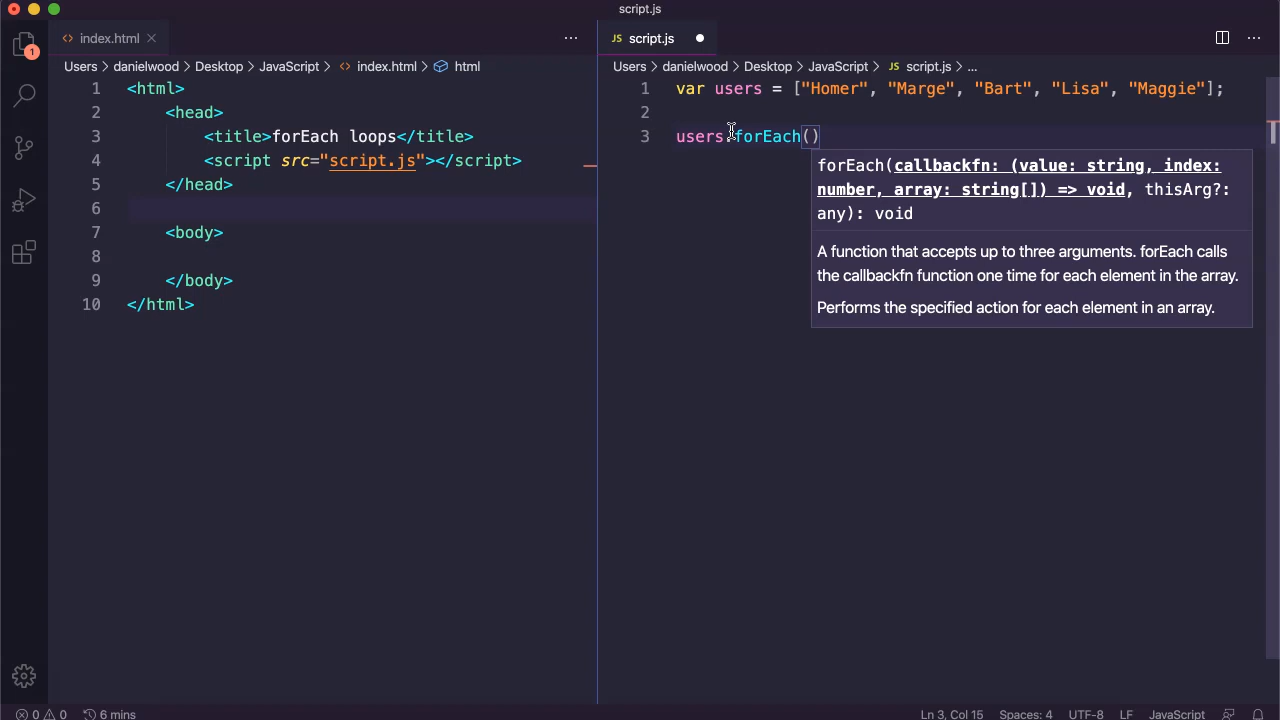 script.js
index.html
Users > danielwood > Desktop > JavaScript > index.html > html
1 <html>
2 <head>
3 <title>forEach loops</title>
4 <script src="script.js"></script>
5 </head>
6
7 <body>
8
9 </body>
10 </html>
JS script.js
Users > danielwood > Desktop > JavaScript > JS script.js > ...
1 var users = ["Homer", "Marge", "Bart", "Lisa", "Maggie"];
2
3 users.forEach()
forEach(callbackfn: (value: string, index:
number, array: string[]) => void, thisArg?:
any): void
A function that accepts up to three arguments. forEach calls
the callbackfn function one time for each element in the array.
Performs the specified action for each element in an array.
1
0 0 6 mins
Ln 3, Col 15 Spaces: 4 UTF-8 LF JavaScript